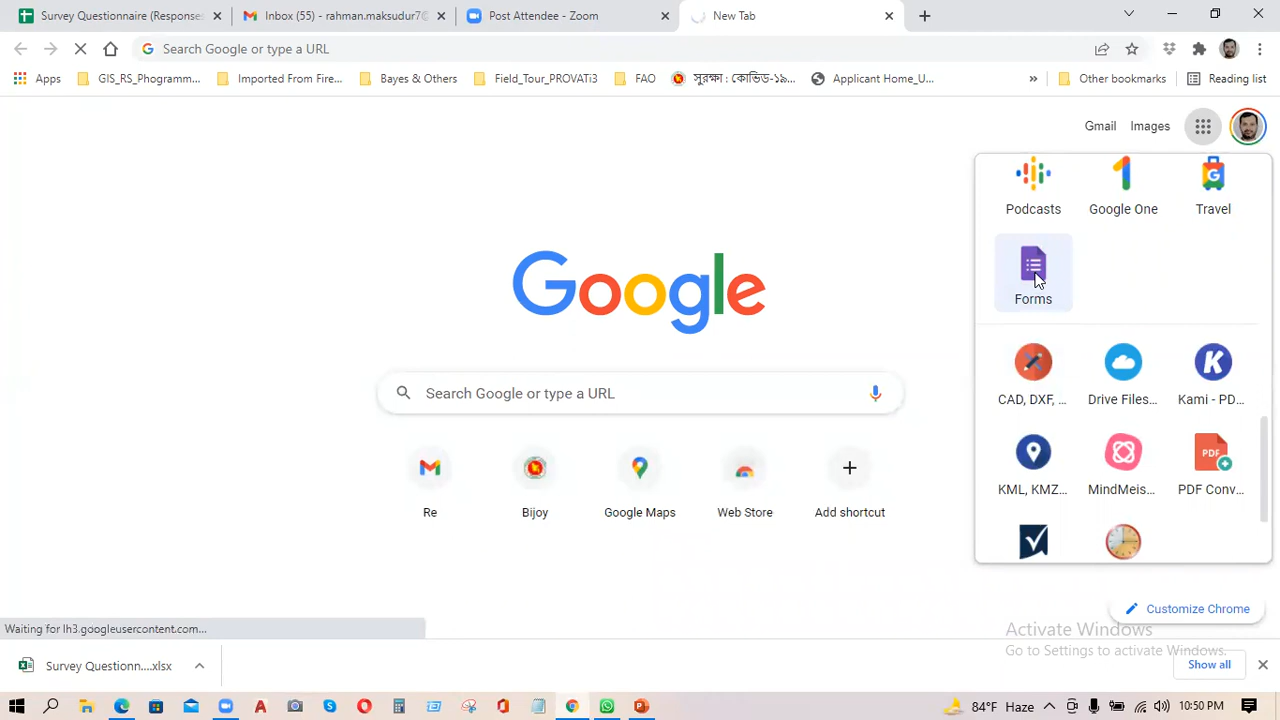 Survey Questionnaire (Response
Inbox (55) - rahman.maksudur7@
Post Attendee - Zoom
New Tab
Search Google or type a URL
Apps
GIS_RS_Phogramm...
Imported From Fire...
Bayes & Others
Field_Tour_PROVATi3
FAO
সুরক্ষা : কোভিড-১৯...
Applicant Home_U...
»
Other bookmarks
Reading list
Gmail
Images
Podcasts
Google One
Travel
Forms
Google
Search Google or type a URL
CAD, DXF, ...
Drive Files...
Kami - PD...
KML, KMZ...
MindMeis...
PDF
PDF Conv...
Re
Bijoy
Google Maps
Web Store
Add shortcut
Customize Chrome
Waiting for lh3.googleusercontent.com...
Activate Windows
Go to Settings to activate Windows.
Survey Questionn....xlsx
Show all
84°F Haze
10:50 PM